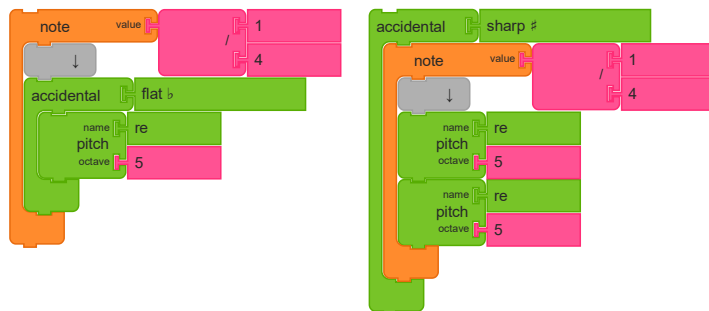 note value 1
/
4
↓
accidental flat ♭
name re
pitch
octave 5
accidental sharp ♯
note value 1
/
4
↓
name re
pitch
octave 5
name re
pitch
octave 5